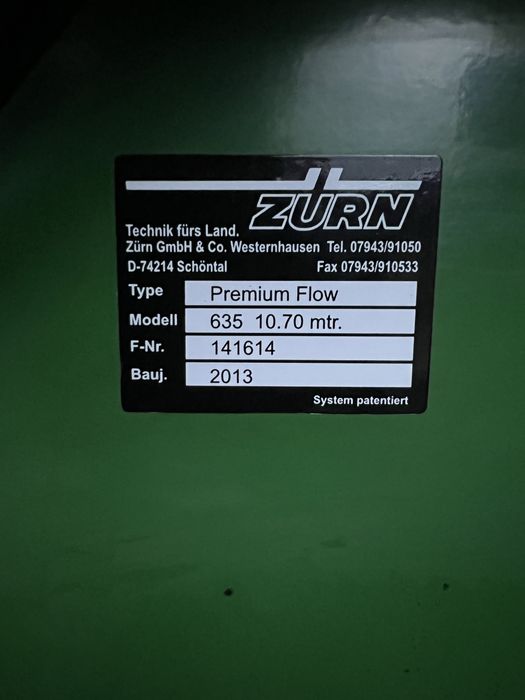 ZÜRN
Technik fürs Land.
Zürn GmbH & Co. Westernhausen Tel. 07943/91050
D-74214 Schöntal Fax 07943/910533
Type Premium Flow
Modell 635 10.70 mtr.
F-Nr. 141614
Bauj. 2013
System patentiert